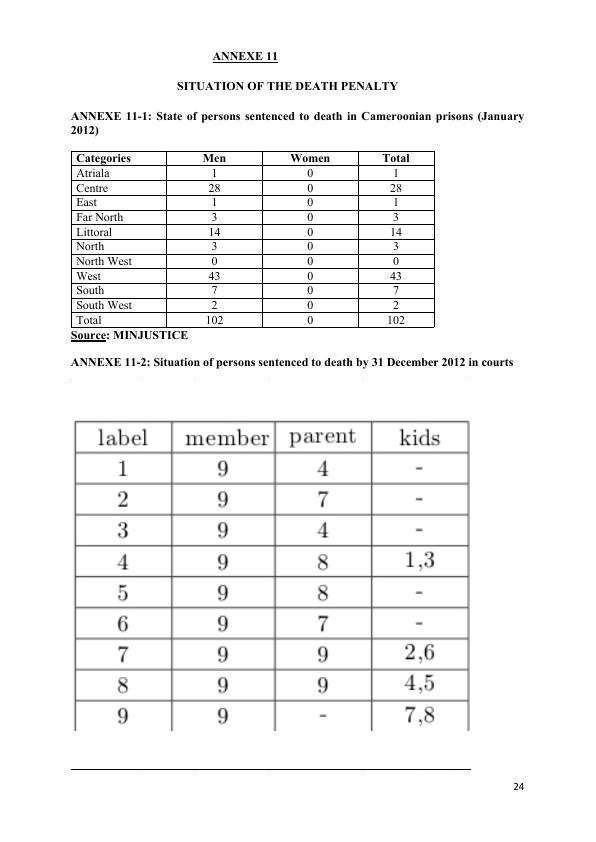 ANNEXE 11
SITUATION OF THE DEATH PENALTY
ANNEXE 11-1: State of persons sentenced to death in Cameroonian prisons (January
2012)
Categories Men Women Total
Atriala 1 0 1
Centre 28 0 28
East 1 0 1
Far North 3 0 3
Littoral 14 0 14
North 3 0 3
North West 0 0 0
West 43 0 43
South 7 0 7
South West 2 0 2
Total 102 0 102
Source: MINJUSTICE
ANNEXE 11-2: Situation of persons sentenced to death by 31 December 2012 in courts
label member parent kids
1 9 4 -
2 9 7 -
3 9 4 -
4 9 8 1,3
5 9 8 -
6 9 7 -
7 9 9 2,6
8 9 9 4,5
9 9 - 7,8
24